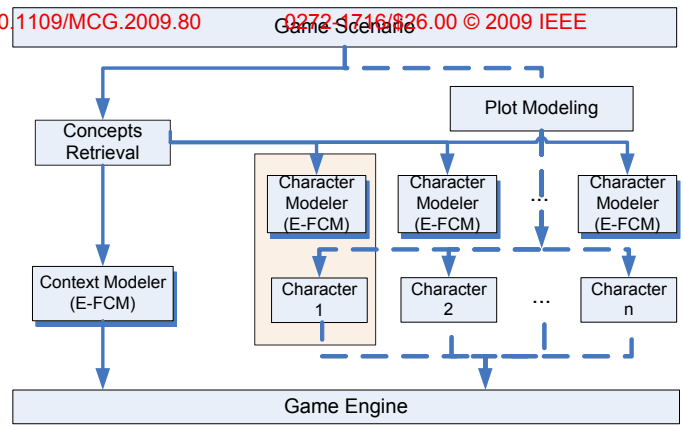 0.1109/MCG.2009.80
0272-1716/$26.00 © 2009 IEEE
Game Scenario
Plot Modeling
Concepts
Retrieval
Character
Modeler
(E-FCM)
Character
Modeler
(E-FCM)
...
Character
Modeler
(E-FCM)
Context Modeler
(E-FCM)
Character
1
Character
2
...
Character
n
Game Engine